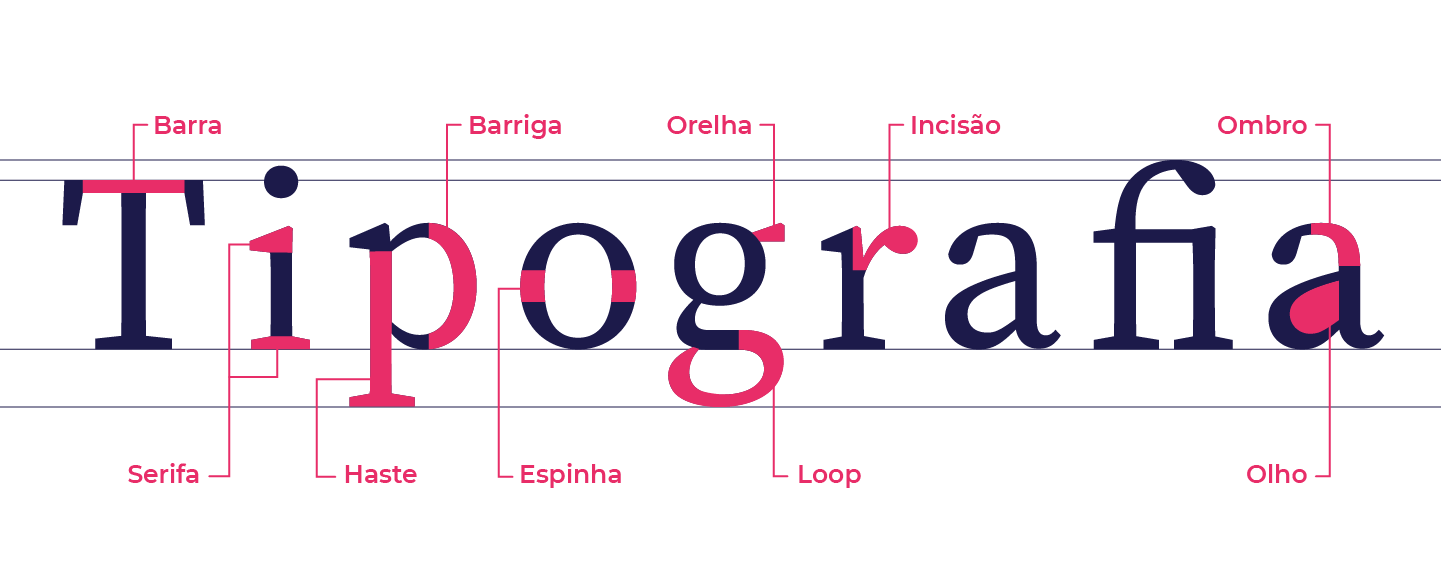 Barra
Barriga
Orelha
Incisão
Ombro
Tipografia
Serifa
Haste
Espinha
Loop
Olho